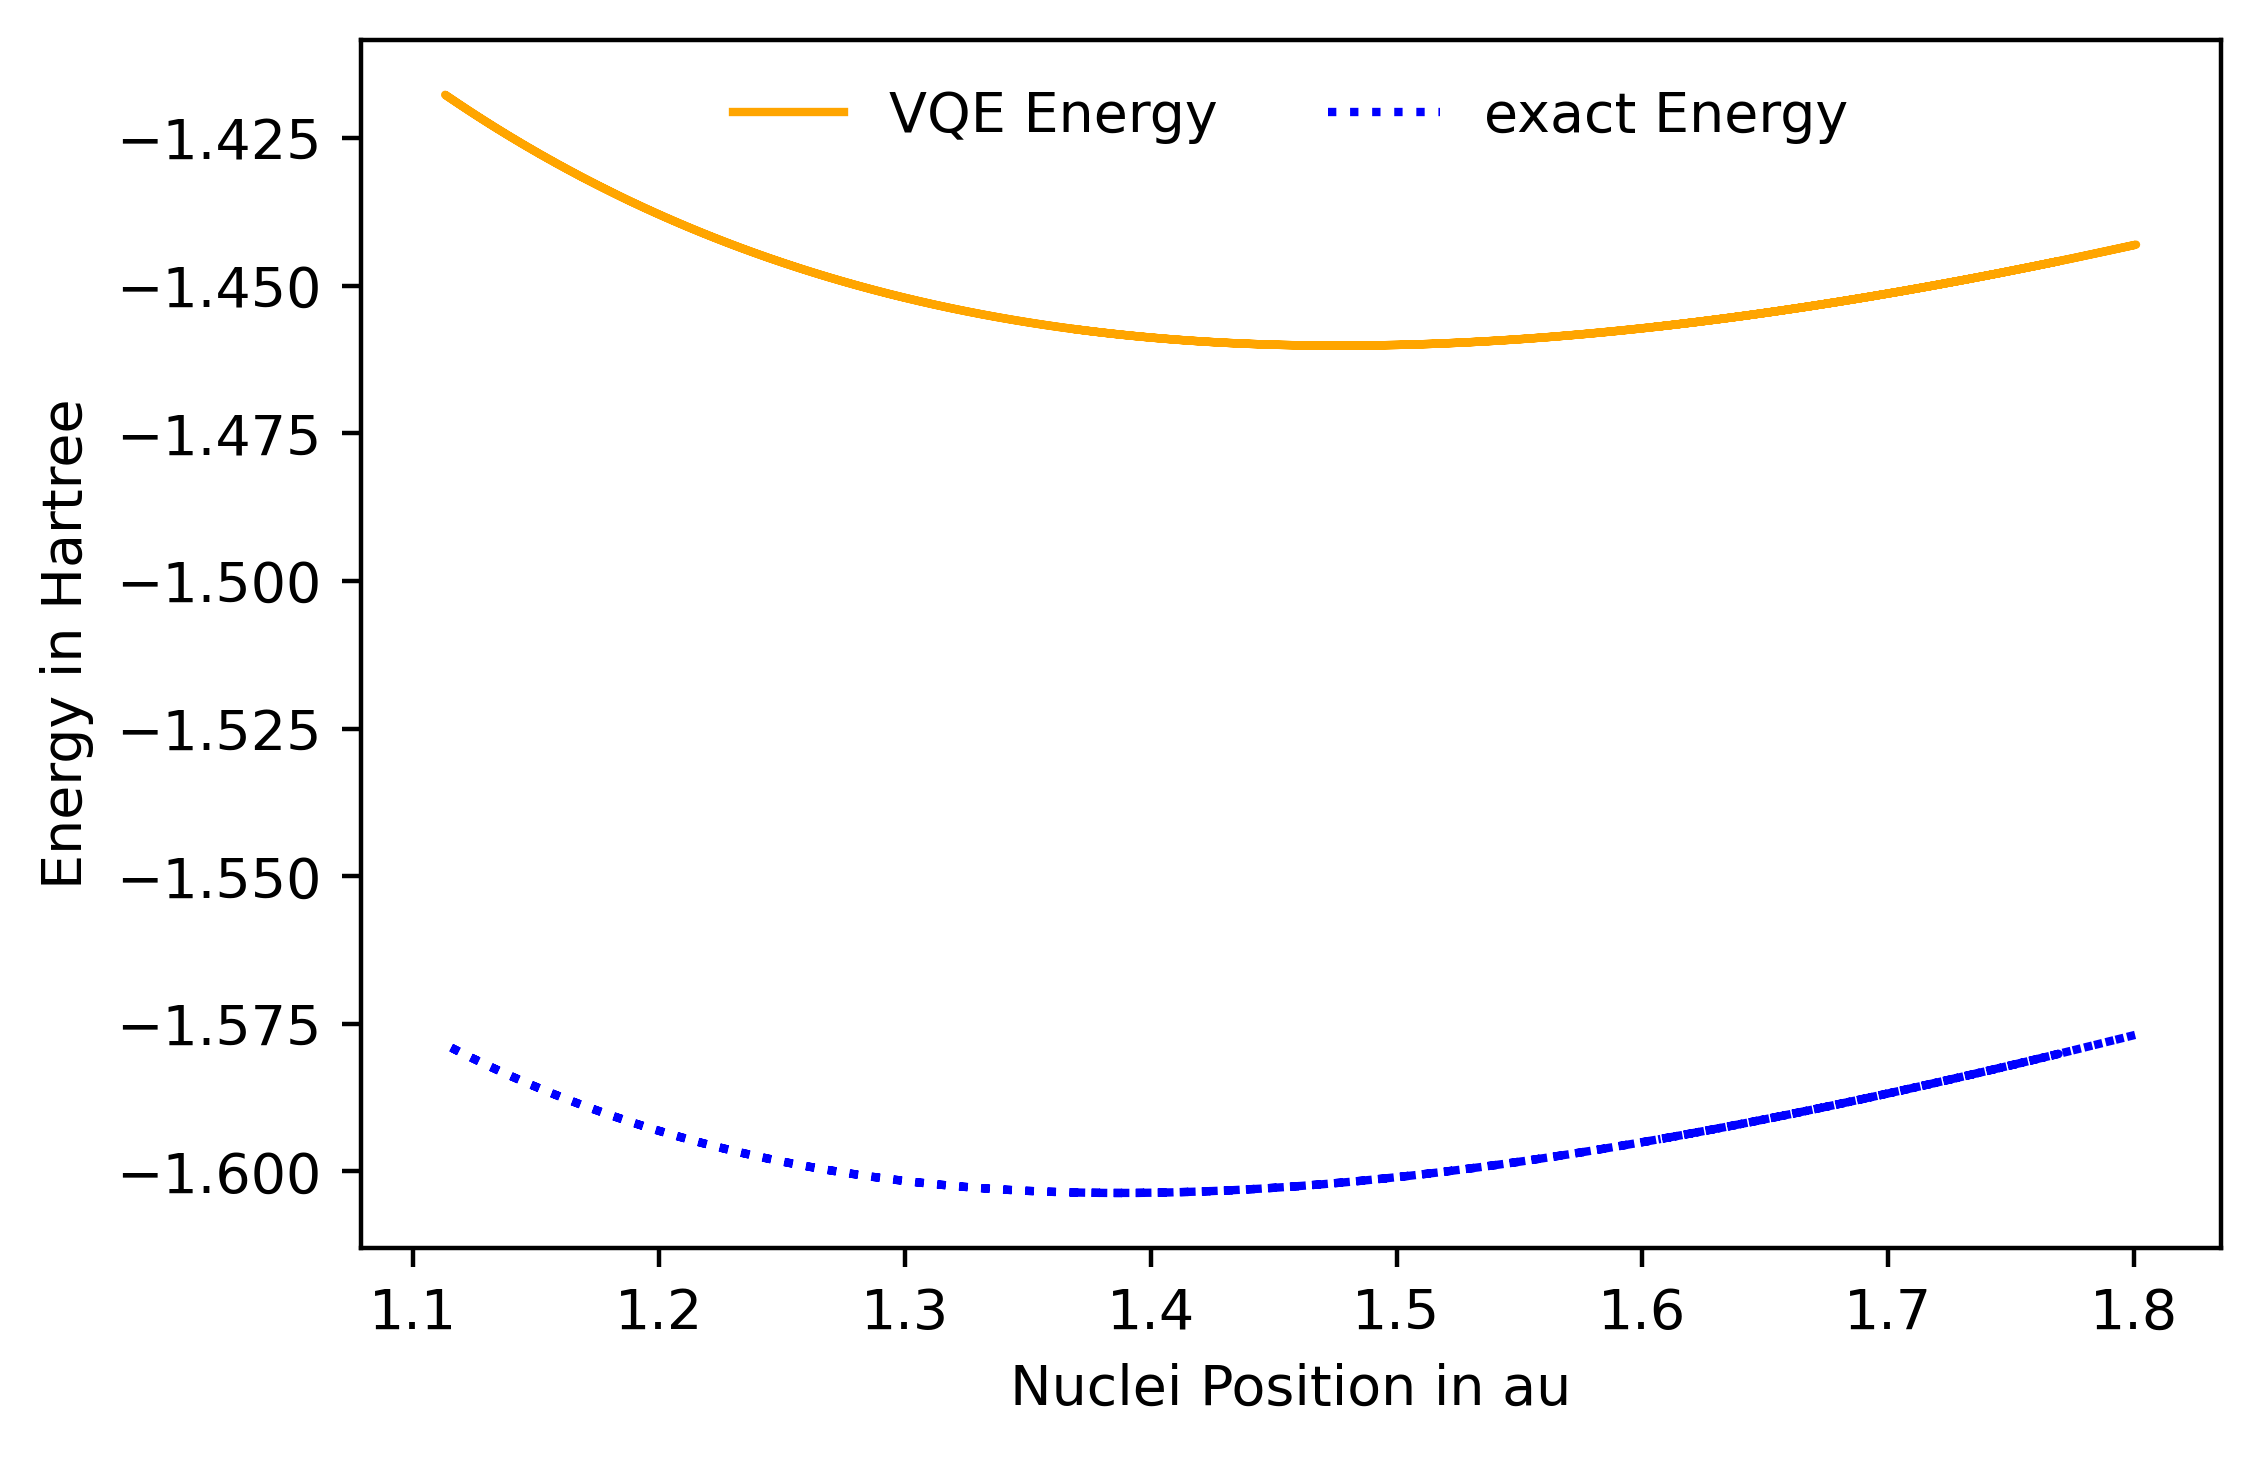 VQE Energy exact Energy
−1.425
−1.450
−1.475
−1.500
−1.525
−1.550
−1.575
−1.600
Energy in Hartree
1.1 1.2 1.3 1.4 1.5 1.6 1.7 1.8
Nuclei Position in au